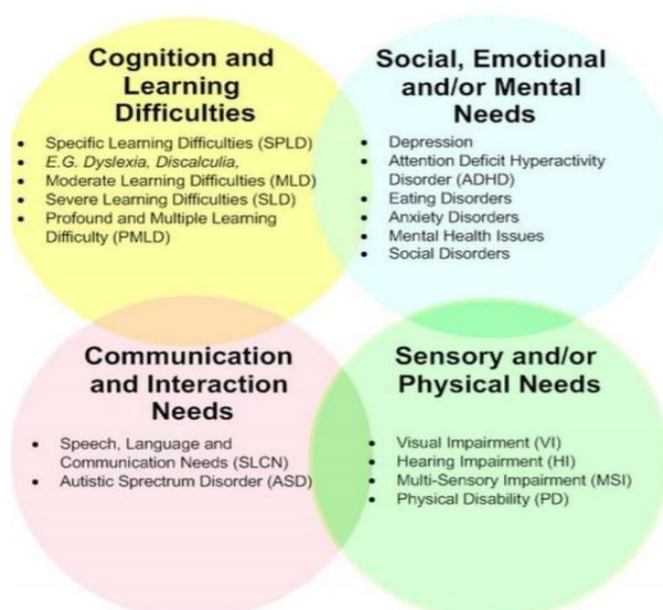 Cognition and
Learning
Difficulties
• Specific Learning Difficulties (SPLD)
• E.G. Dyslexia, Discalculia,
• Moderate Learning Difficulties (MLD)
• Severe Learning Difficulties (SLD)
• Profound and Multiple Learning
Difficulty (PMLD)
Social, Emotional
and/or Mental
Needs
• Depression
• Attention Deficit Hyperactivity
Disorder (ADHD)
• Eating Disorders
• Anxiety Disorders
• Mental Health Issues
• Social Disorders
Communication
and Interaction
Needs
• Speech, Language and
Communication Needs (SLCN)
• Autistic Sprectrum Disorder (ASD)
Sensory and/or
Physical Needs
• Visual Impairment (VI)
• Hearing Impairment (HI)
• Multi-Sensory Impairment (MSI)
• Physical Disability (PD)